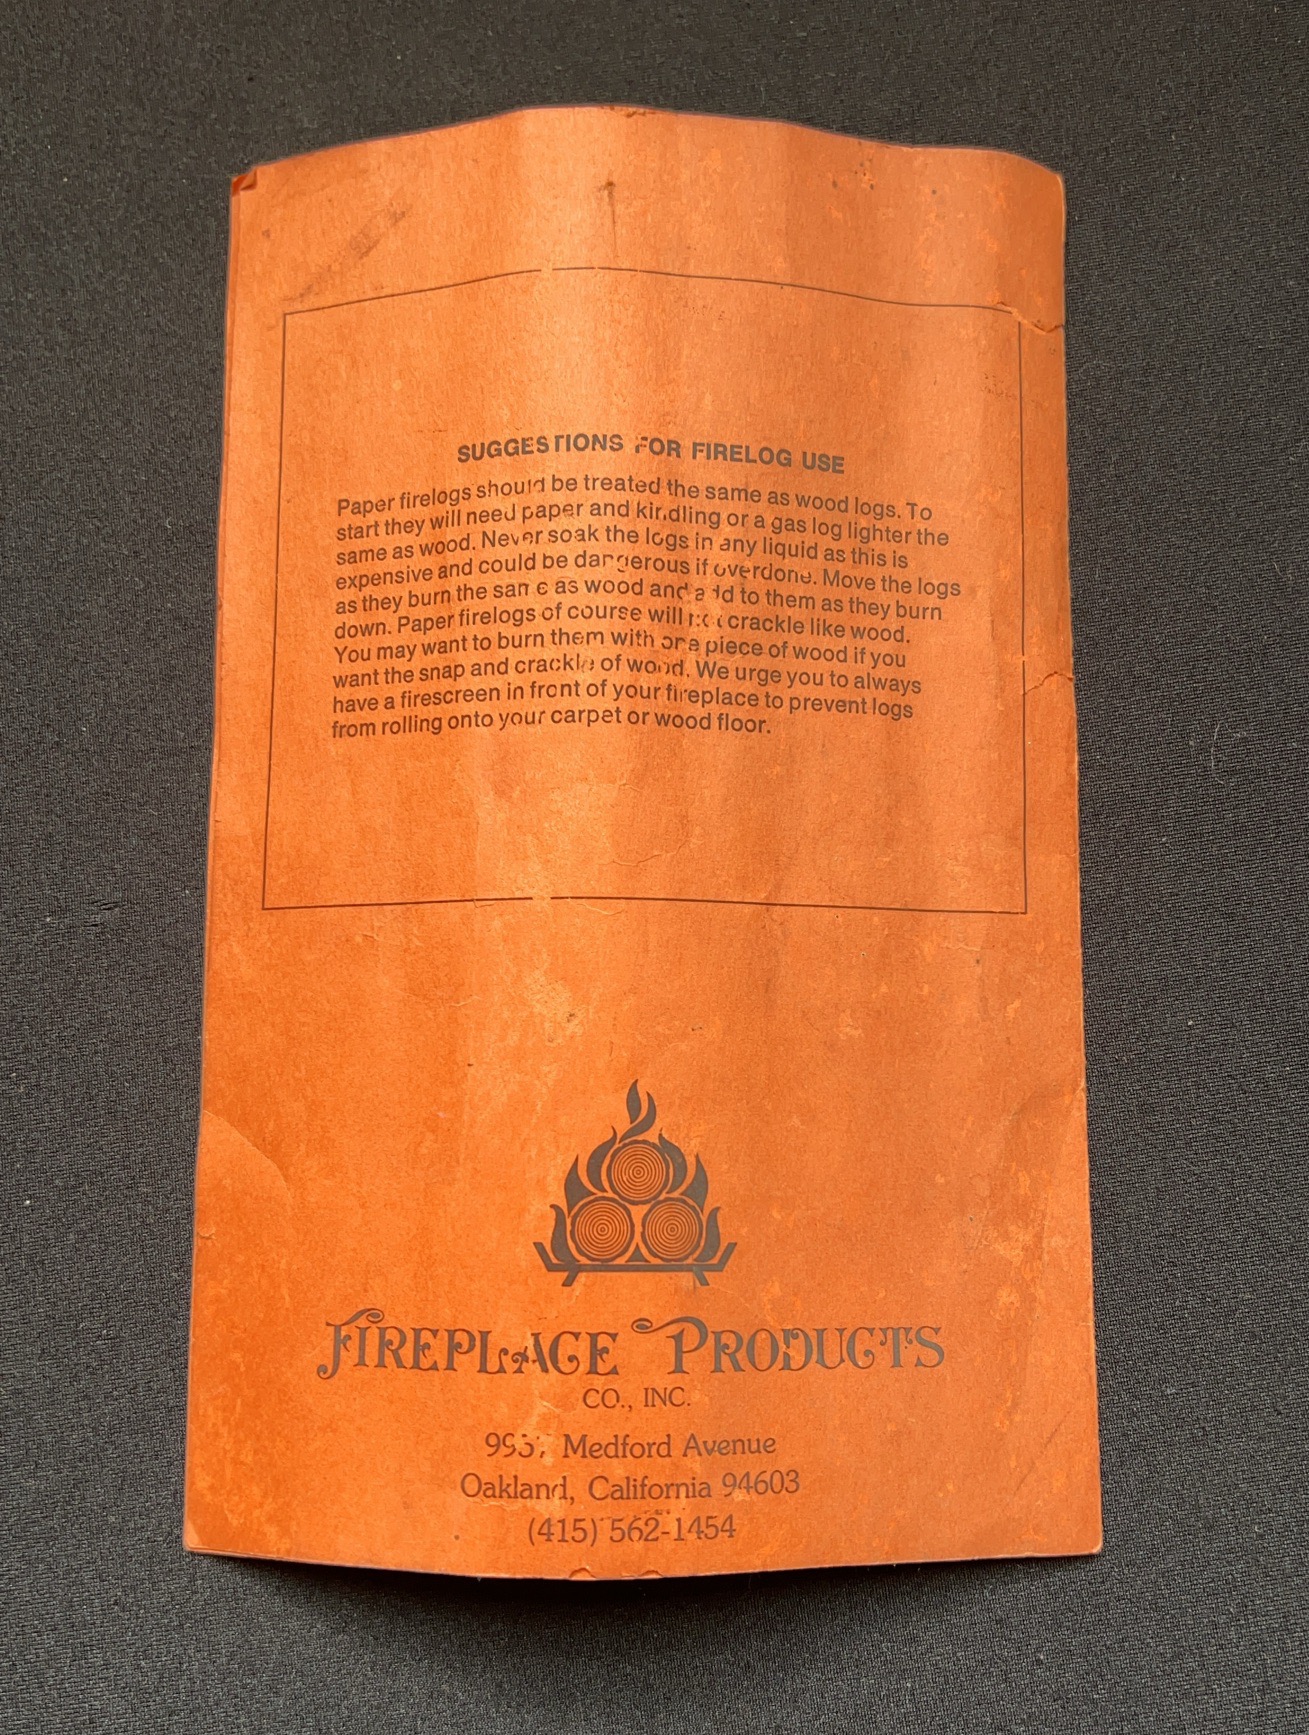 SUGGESTIONS FOR FIRELOG USE
Paper firelogs should be treated the same as wood logs. To
start they will need paper and kindling or a gas log lighter the
same as wood. Never soak the logs in any liquid as this is
expensive and could be dangerous if overdone. Move the logs
as they burn the same as wood and add to them as they burn
down. Paper firelogs of course will not crackle like wood.
You may want to burn them with one piece of wood if you
want the snap and crackle of wood. We urge you to always
have a firescreen in front of your fireplace to prevent logs
from rolling onto your carpet or wood floor.
FIREPLACE PRODUCTS
CO., INC.
Medford Avenue
Oakland, California 94603
(415) 562-1454